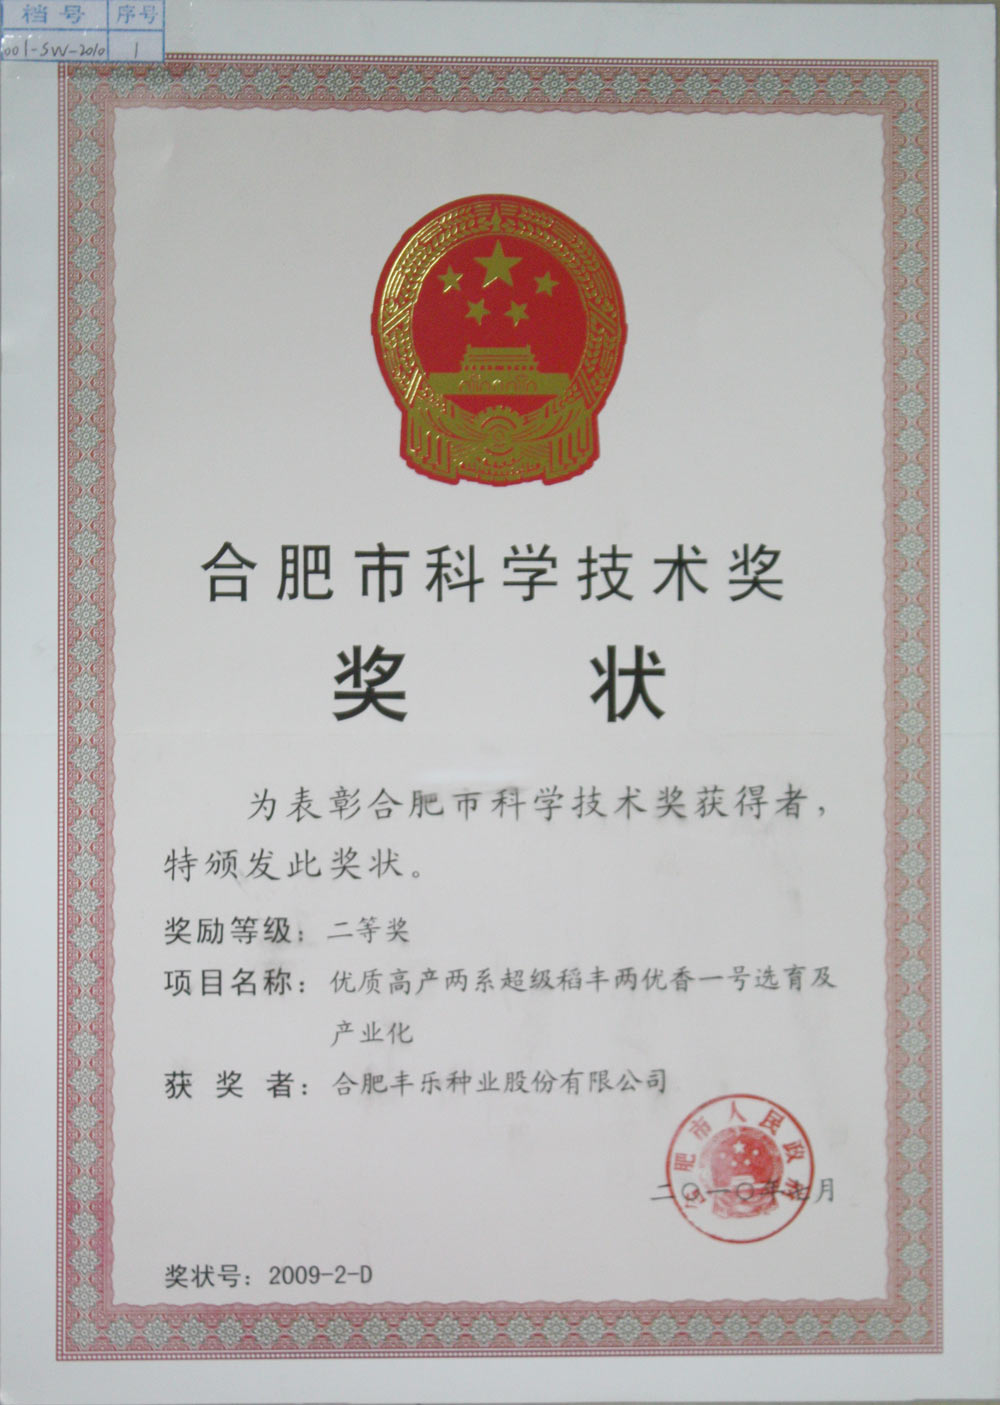 档号 序号
001-SW-2010 1
合肥市科学技术奖
奖状
为表彰合肥市科学技术奖获得者，
特颁发此奖状。
奖励等级：二等奖
项目名称：优质高产两系超级稻丰两优香一号选育及
产业化
获奖者：合肥丰乐种业股份有限公司
合肥市人民政府
二〇一〇年七月
奖状号：2009-2-D